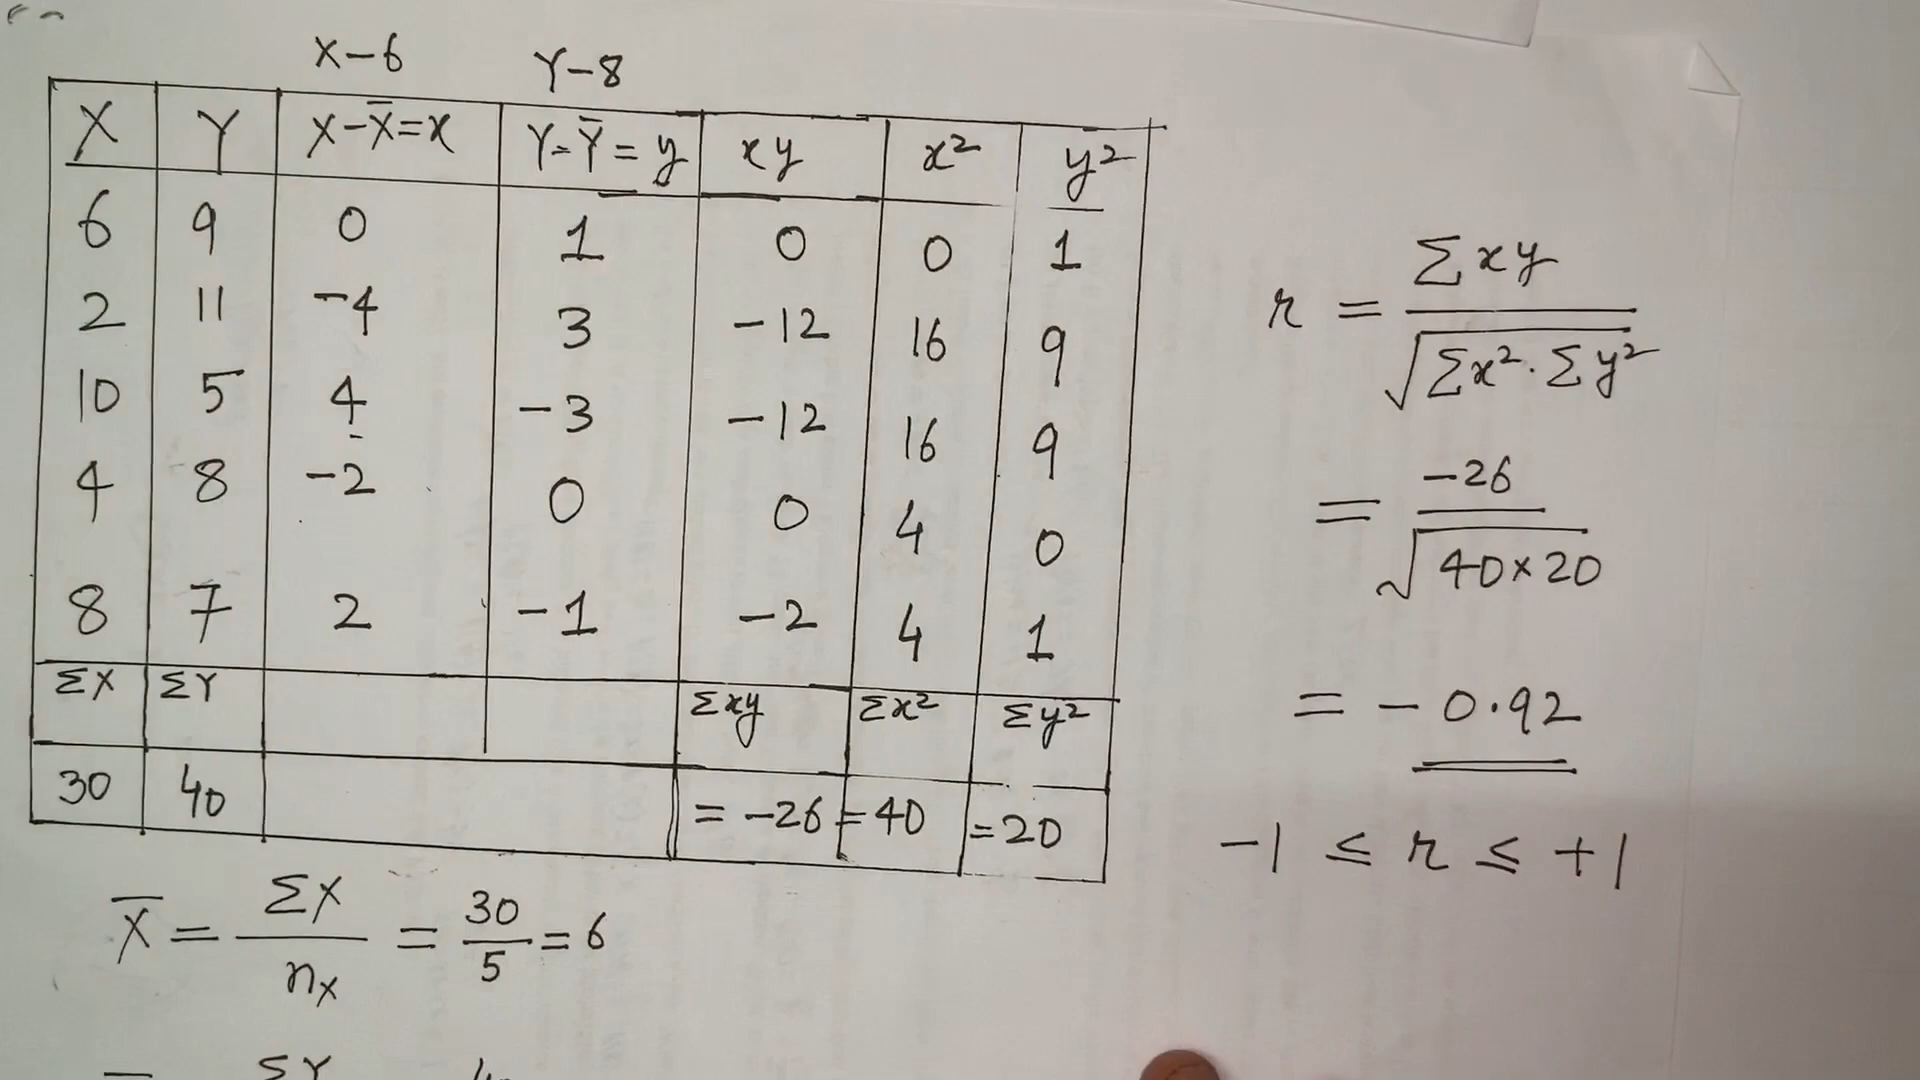 X-6 Y-8
X Y X-X̄=x Y-Ȳ=y xy x² y²
6 9 0 1 0 0 1
2 11 -4 3 -12 16 9
10 5 4 -3 -12 16 9
4 8 -2 0 0 4 0
8 7 2 -1 -2 4 1
ΣX ΣY Σxy Σx² Σy²
30 40 = -26 = 40 = 20
X̄ = ΣX / nₓ = 30/5 = 6
ΣY
r = Σxy / √(Σx² · Σy²)
= -26 / √(40×20)
= -0.92
-1 ≤ r ≤ +1